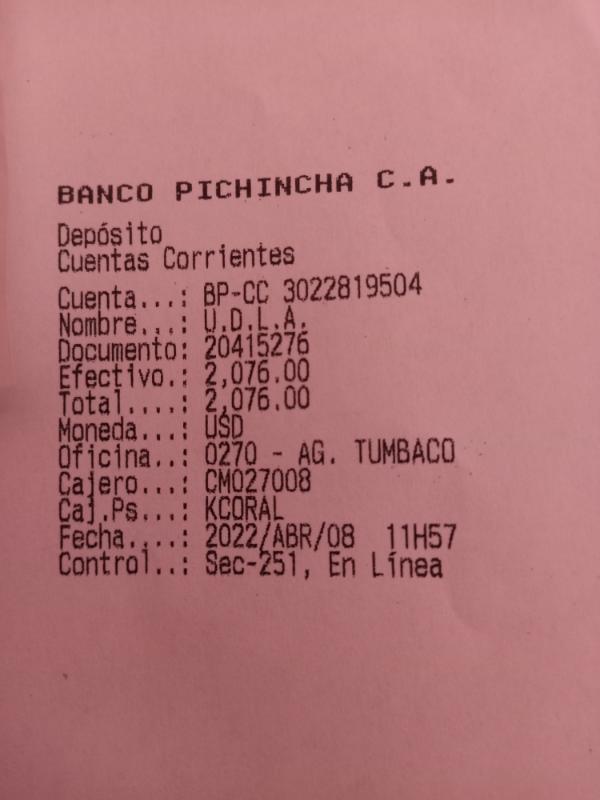 BANCO PICHINCHA C.A.
Depósito
Cuentas Corrientes
Cuenta...: BP-CC 3022819504
Nombre...: U.D.L.A.
Documento: 20415276
Efectivo.: 2,076.00
Total....: 2,076.00
Moneda...: USD
Oficina..: 0270 - AG. TUMBACO
Cajero...: CM027008
Caj.Ps...: KCORAL
Fecha....: 2022/ABR/08 11H57
Control..: Sec-251, En Línea